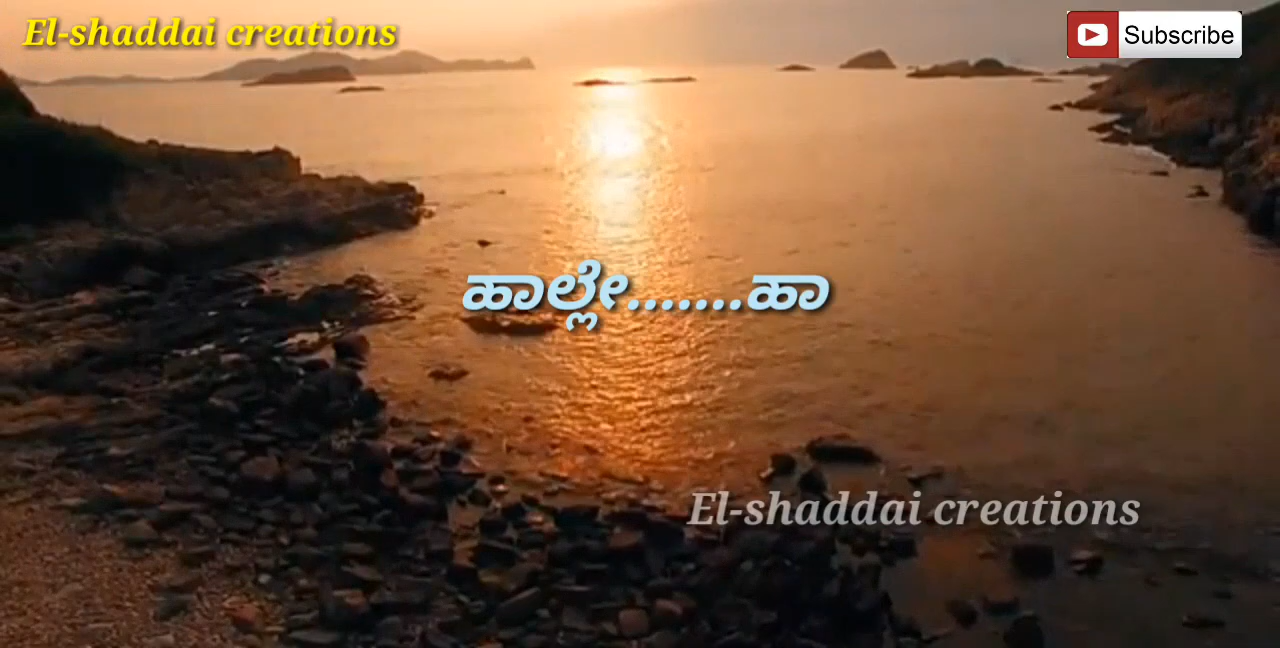 El-shaddai creations
Subscribe
ಹಾಲ್ಲೇ.......ಹಾ
El-shaddai creations